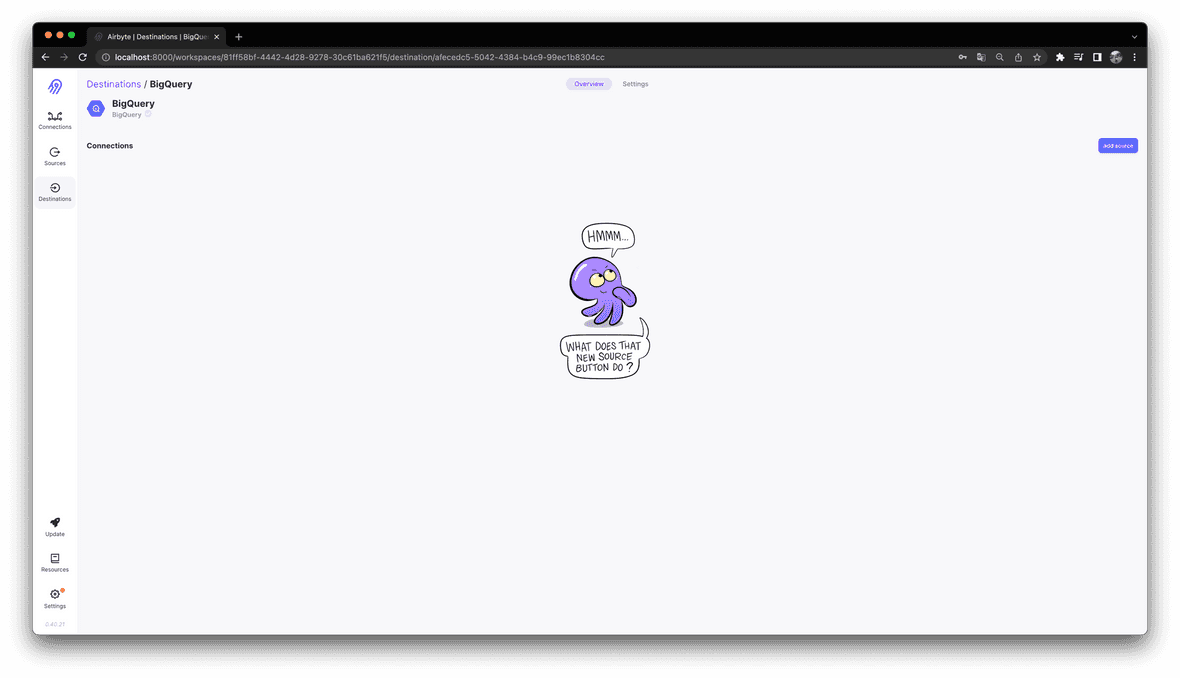 Airbyte | Destinations | BigQue
localhost:8000/workspaces/81ff58bf-4442-4d28-9278-30c61ba621f5/destination/afecedc5-5042-4384-b4c9-99ec1b8304cc
Destinations / BigQuery
Overview
Settings
BigQuery
BigQuery
Connections
Sources
Destinations
Connections
add source
HMMM...
WHAT DOES THAT
NEW SOURCE
BUTTON DO?
Update
Resources
Settings
0.40.21